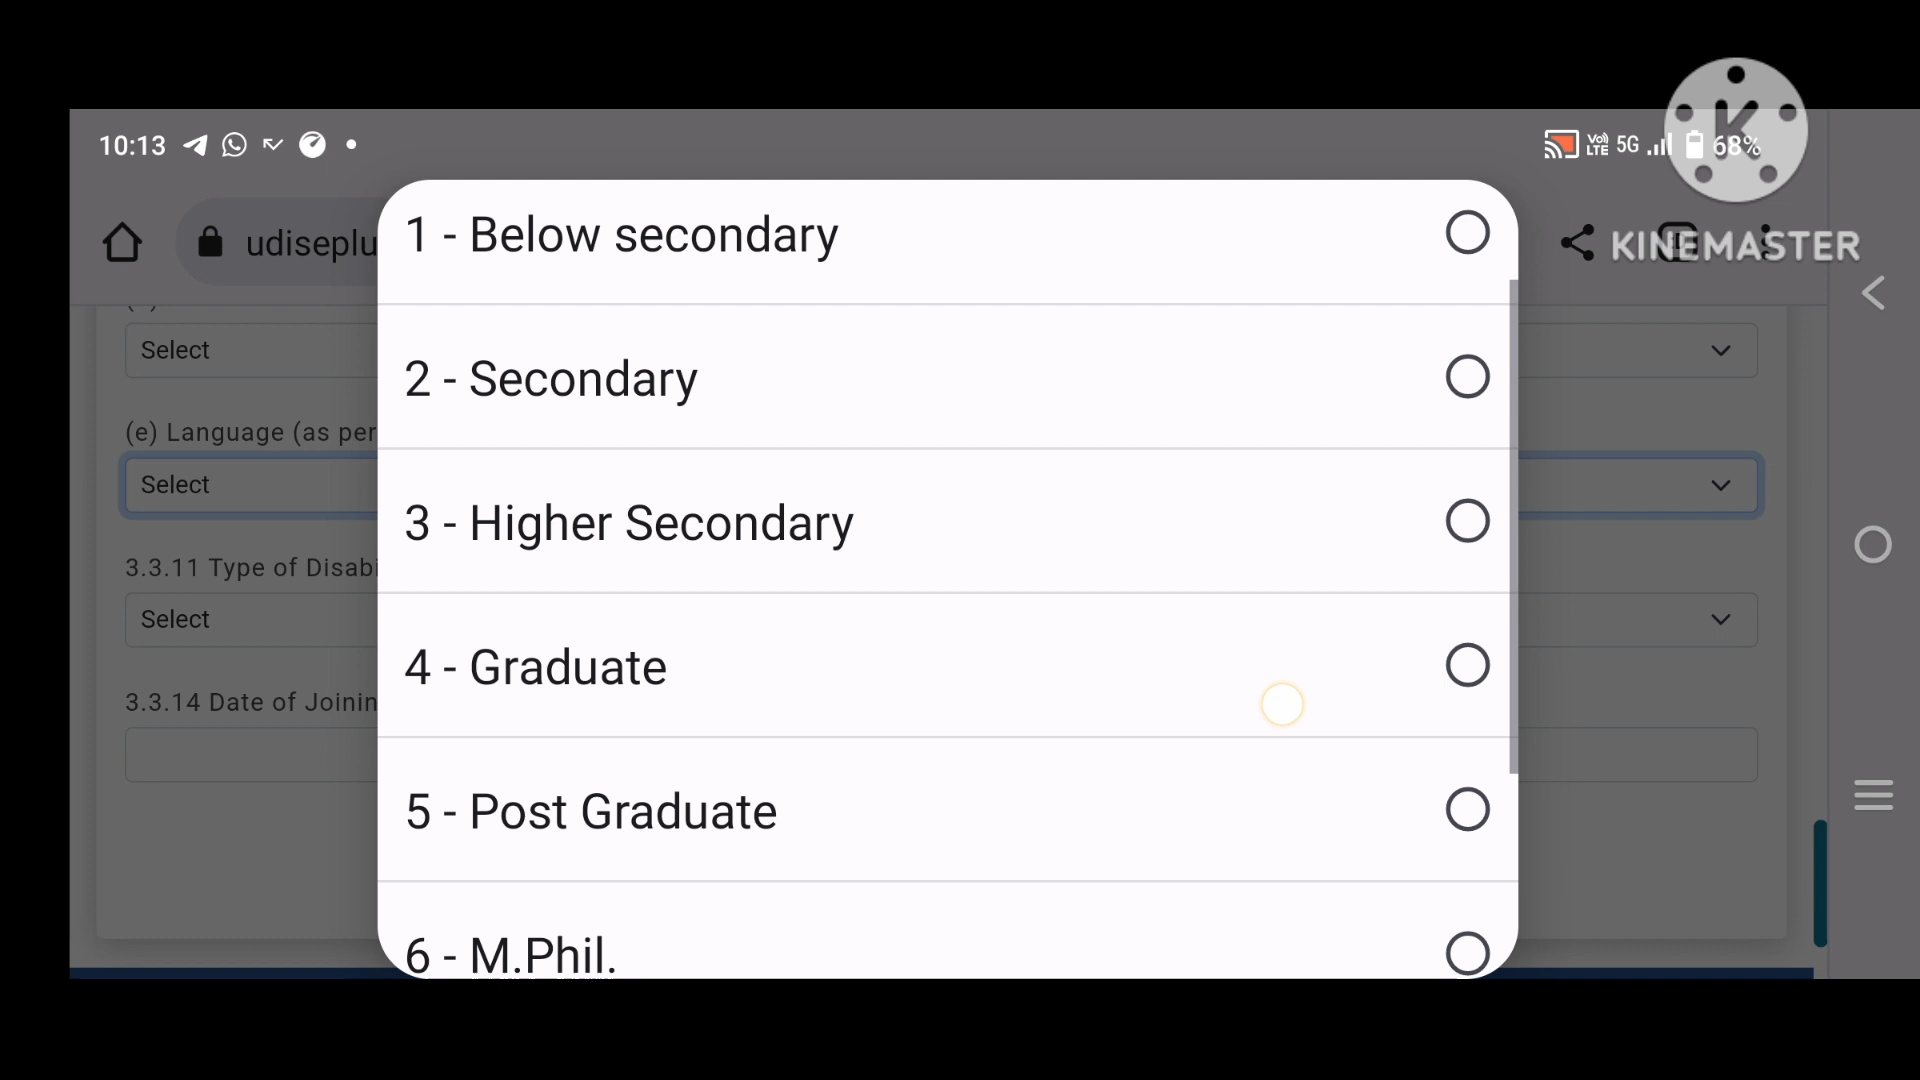 10:13
Vo) LTE 5G 68%
K
KINEMASTER
udiseplu
1 - Below secondary
2 - Secondary
3 - Higher Secondary
4 - Graduate
5 - Post Graduate
6 - M.Phil.
Select
(e) Language (as per
Select
3.3.11 Type of Disabi
Select
3.3.14 Date of Joinin